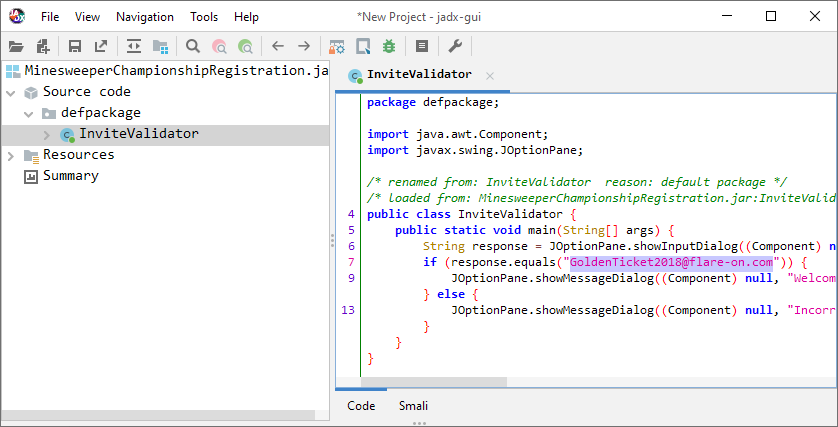 *New Project - jadx-gui
File View Navigation Tools Help
MinesweeperChampionshipRegistration.ja
Source code
defpackage
InviteValidator
Resources
Summary
InviteValidator
package defpackage;
import java.awt.Component;
import javax.swing.JOptionPane;
/* renamed from: InviteValidator  reason: default package */
/* loaded from: MinesweeperChampionshipRegistration.jar:InviteValid
4 public class InviteValidator {
5 public static void main(String[] args) {
6 String response = JOptionPane.showInputDialog((Component) n
7 if (response.equals("GoldenTicket2018@flare-on.com")) {
9 JOptionPane.showMessageDialog((Component) null, "Welcom
} else {
13 JOptionPane.showMessageDialog((Component) null, "Incorr
}
}
}
Code Smali